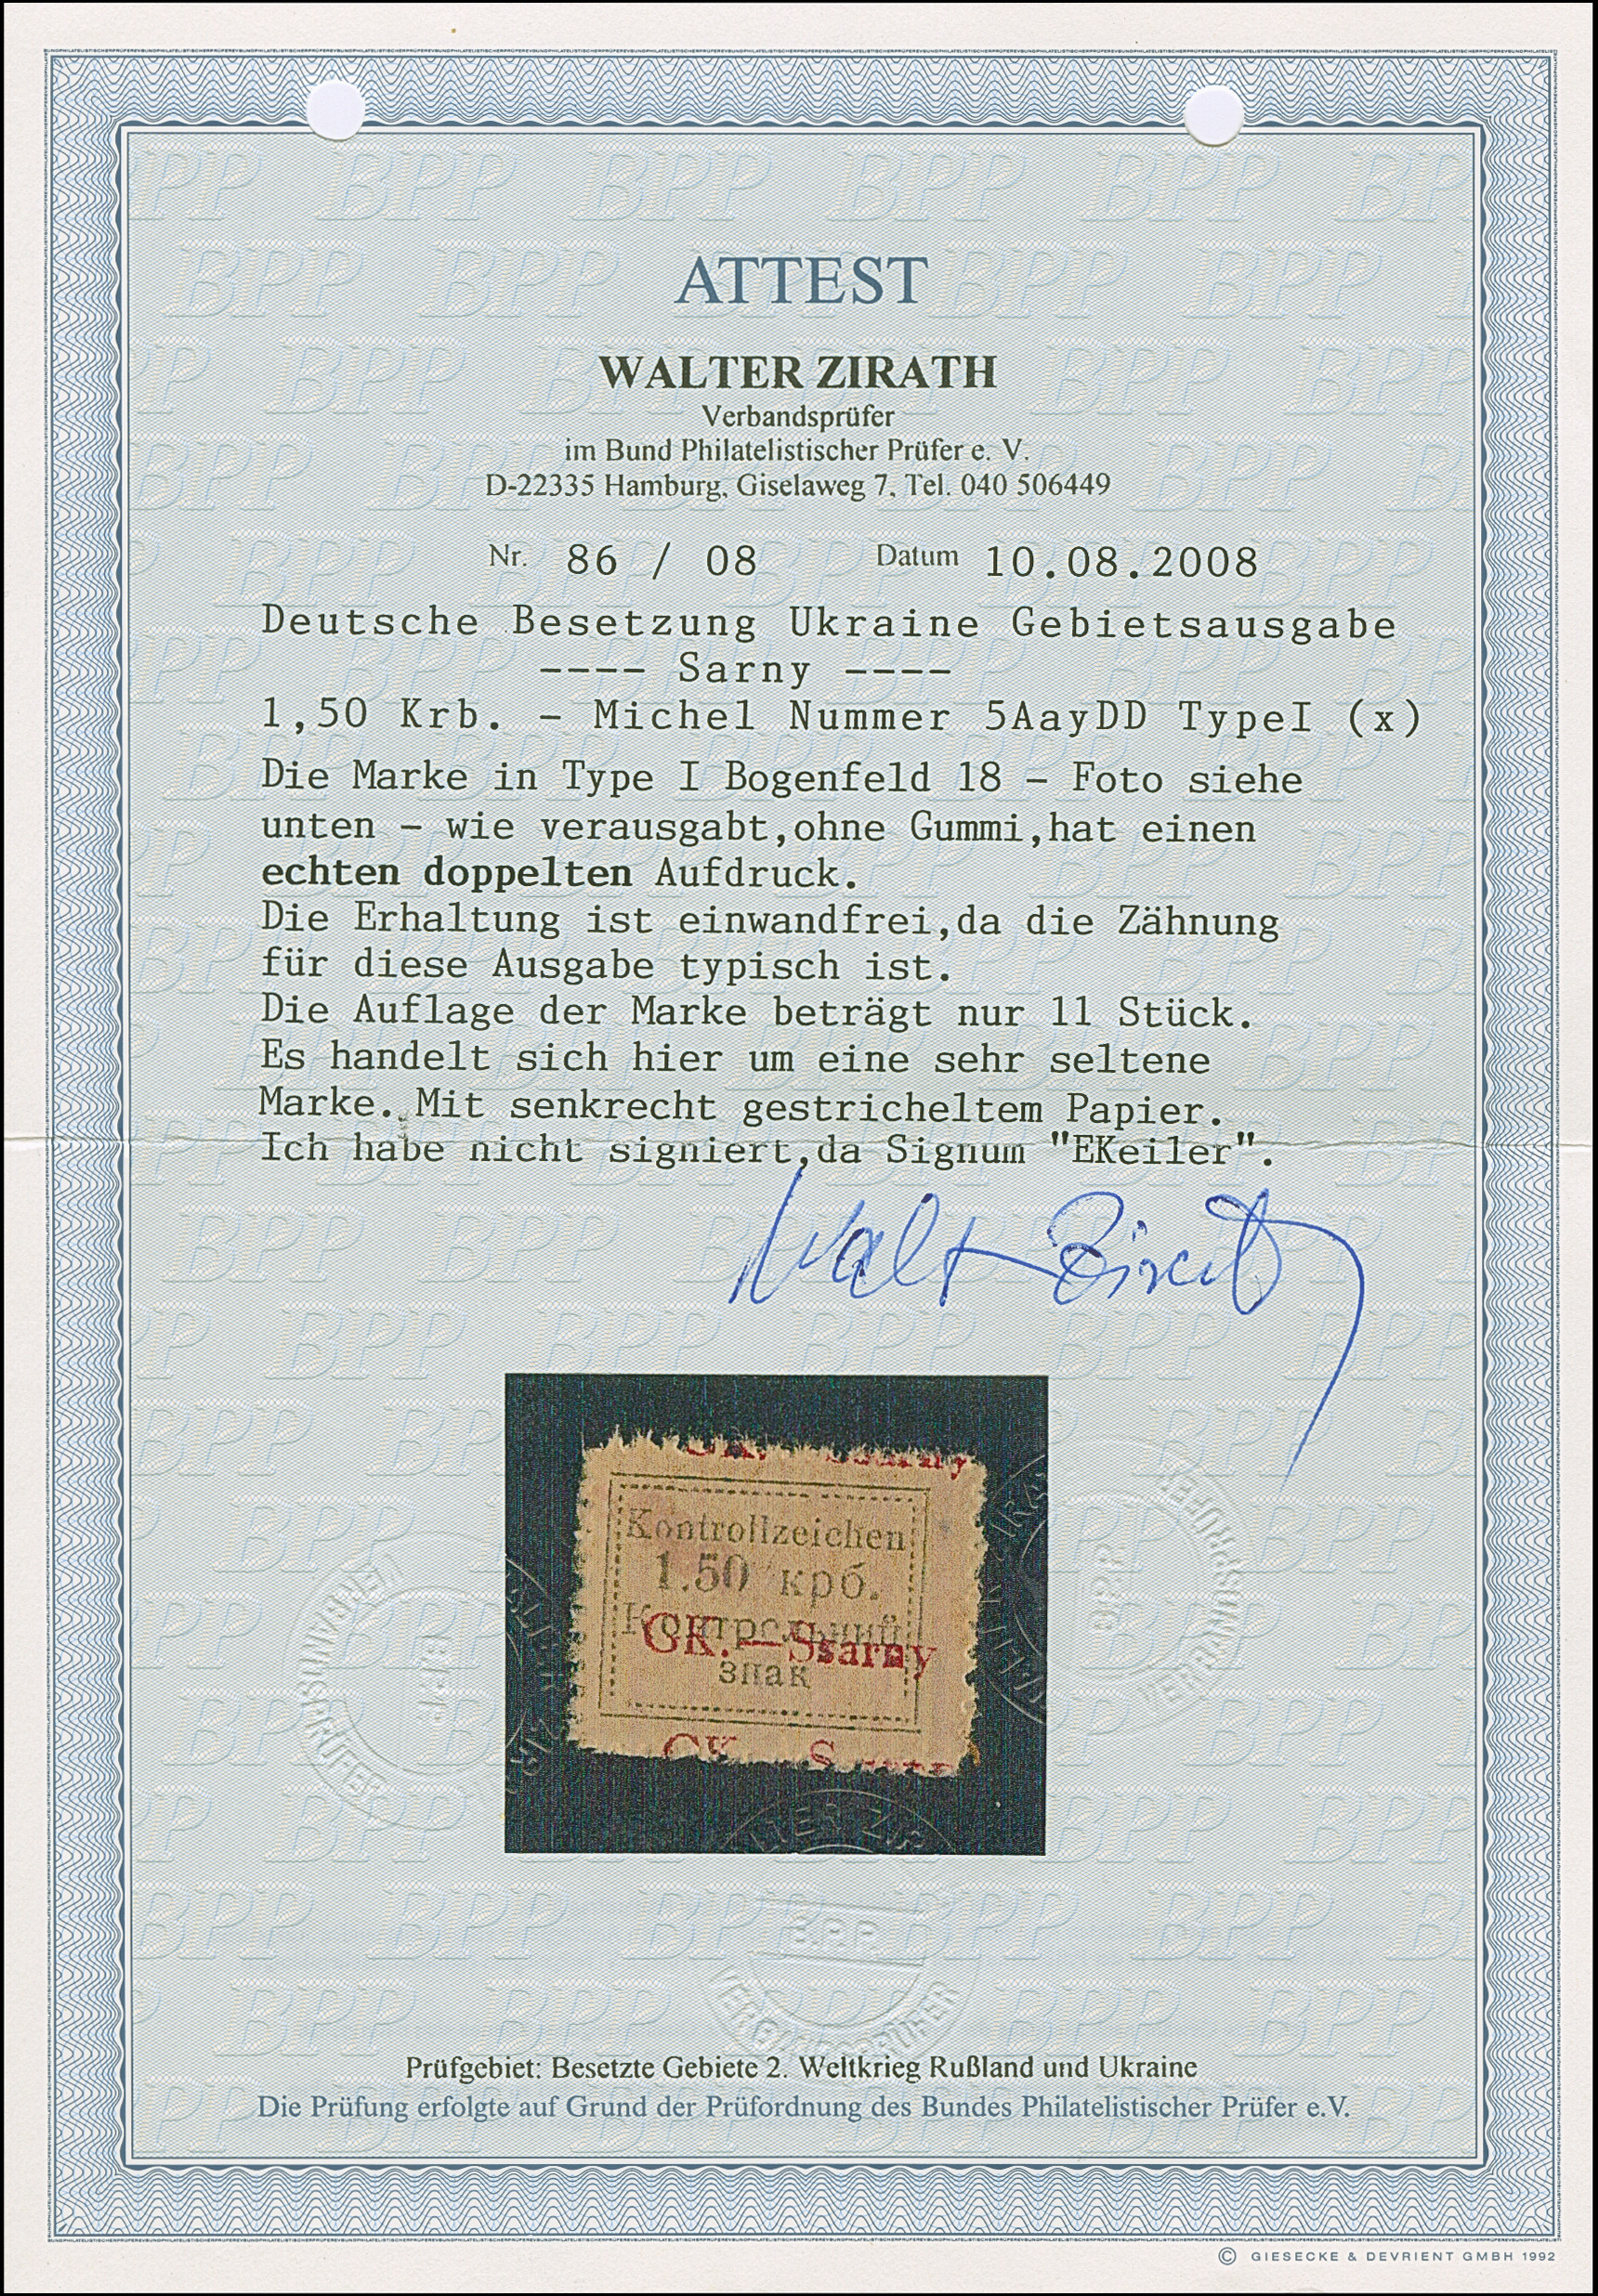 ATTEST
WALTER ZIRATH
Verbandsprüfer
im Bund Philatelistischer Prüfer e. V.
D-22335 Hamburg, Giselaweg 7, Tel. 040 506449
Nr. 86 / 08 Datum 10.08.2008
Deutsche Besetzung Ukraine Gebietsausgabe
---- Sarny ----
1,50 Krb. - Michel Nummer 5AayDD TypeI (x)
Die Marke in Type I Bogenfeld 18 - Foto siehe
unten - wie verausgabt,ohne Gummi,hat einen
echten doppelten Aufdruck.
Die Erhaltung ist einwandfrei,da die Zähnung
für diese Ausgabe typisch ist.
Die Auflage der Marke beträgt nur 11 Stück.
Es handelt sich hier um eine sehr seltene
Marke. Mit senkrecht gestricheltem Papier.
Ich habe nicht signiert,da Signum "EKeiler".
Walter Zirath
Kontrollzeichen
1.50 крб.
Контрольний
GK.—Ssarny
знак
Prüfgebiet: Besetzte Gebiete 2. Weltkrieg Rußland und Ukraine
Die Prüfung erfolgte auf Grund der Prüfordnung des Bundes Philatelistischer Prüfer e.V.
© GIESECKE & DEVRIENT GMBH 1992